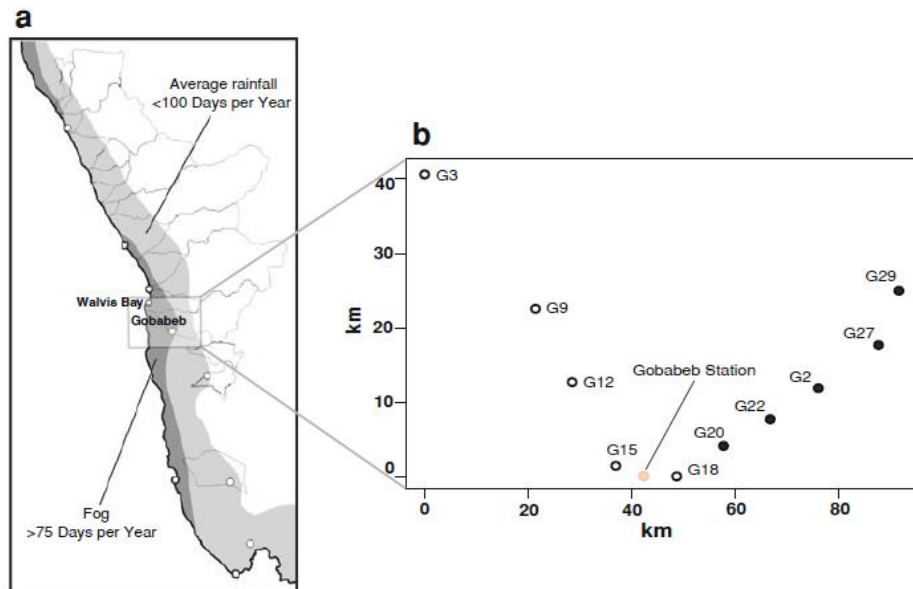 a
Average rainfall
<100 Days per Year
Walvis Bay
Gobabeb
Fog
>75 Days per Year
b
40
30
20
10
0
km
G3
G9
G12
G15
Gobabeb Station
G18
G20
G22
G2
G27
G29
0
20
40
60
80
km